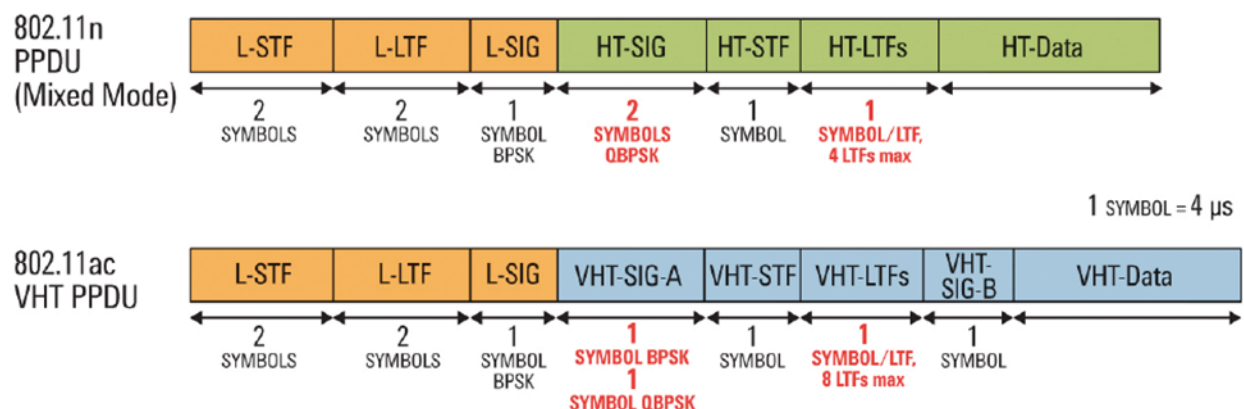 802.11n
PPDU
(Mixed Mode)
L-STF L-LTF L-SIG HT-SIG HT-STF HT-LTFs HT-Data
2 2 1 2 1 1
SYMBOLS SYMBOLS SYMBOL SYMBOLS SYMBOL SYMBOL/LTF,
BPSK QBPSK 4 LTFs max
1 SYMBOL = 4 µs
802.11ac
VHT PPDU
L-STF L-LTF L-SIG VHT-SIG-A VHT-STF VHT-LTFs VHT-
SIG-B VHT-Data
2 2 1 1 1 1 1
SYMBOLS SYMBOLS SYMBOL SYMBOL BPSK SYMBOL SYMBOL/LTF, SYMBOL
BPSK 1 8 LTFs max
SYMBOL QBPSK